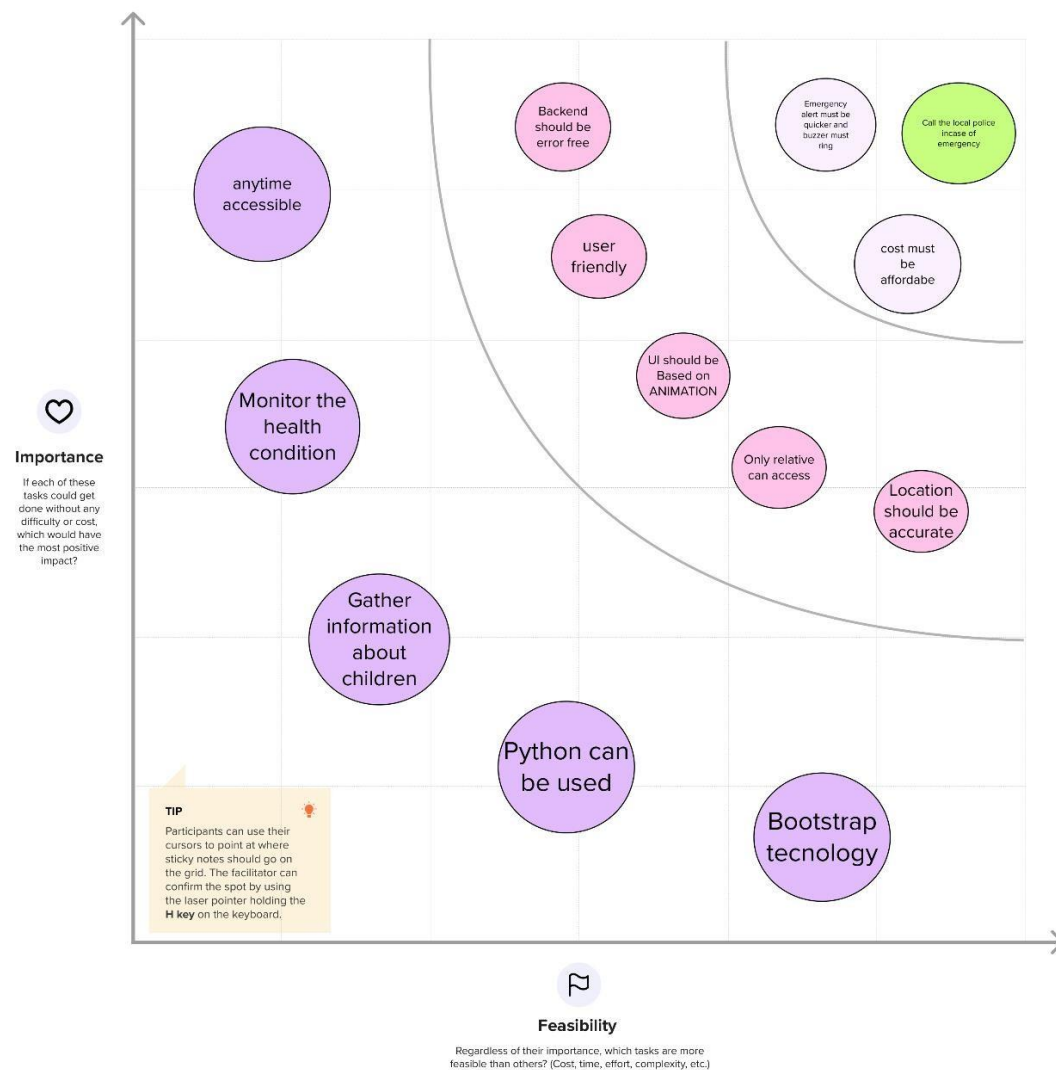 Backend
should be
error free
Emergency
alert must be
quicker and
buzzer must
ring
Call the local police
incase of
emergency
anytime
accessible
user
friendly
cost must
be
affordabe
UI should be
Based on
ANIMATION
Monitor the
health
condition
Importance
If each of these
tasks could get
done without any
difficulty or cost,
which would have
the most positive
impact?
Only relative
can access
Location
should be
accurate
Gather
information
about
children
Python can
be used
Bootstrap
tecnology
TIP
Participants can use their
cursors to point at where
sticky notes should go on
the grid. The facilitator can
confirm the spot by using
the laser pointer holding the
H key on the keyboard.
Feasibility
Regardless of their importance, which tasks are more
feasible than others? (Cost, time, effort, complexity, etc.)